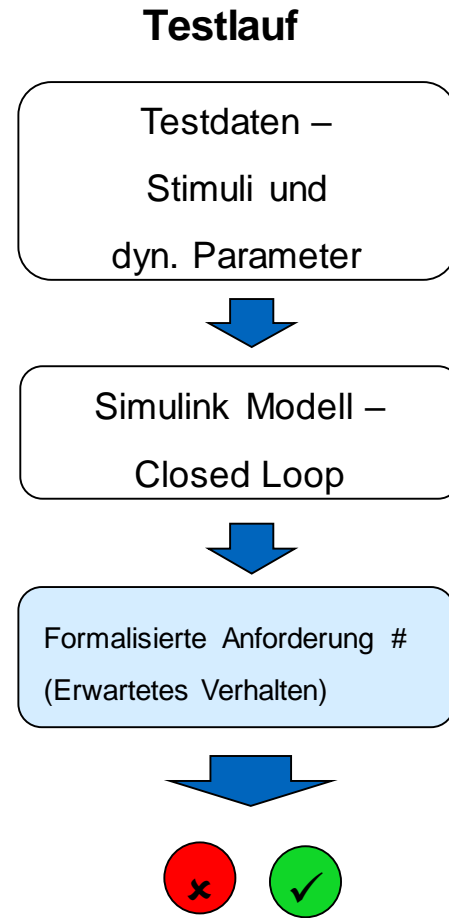 Testlauf
Testdaten –
Stimuli und
dyn. Parameter
Simulink Modell –
Closed Loop
Formalisierte Anforderung #
(Erwartetes Verhalten)